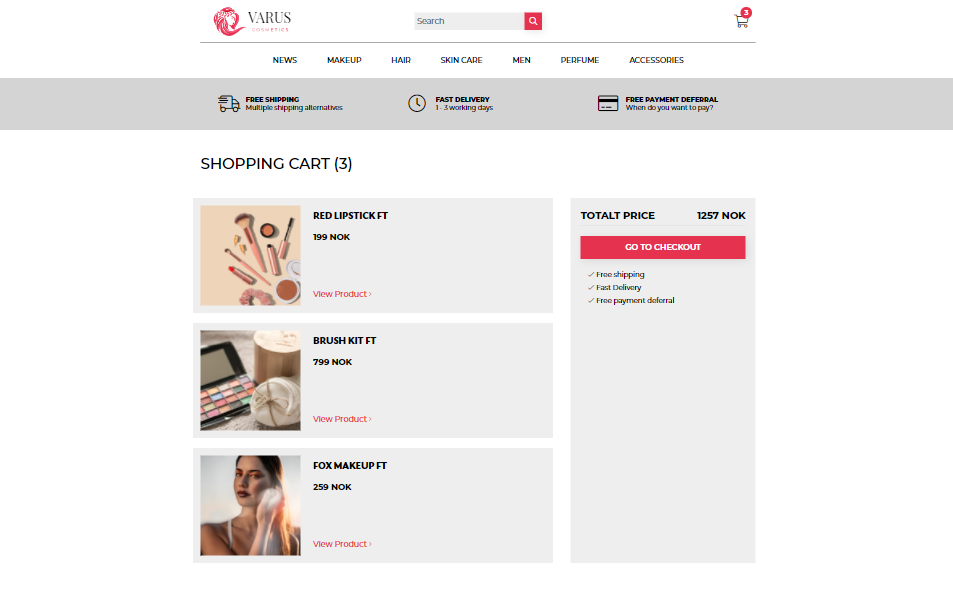 VARUS
COSMETICS
Search
3
NEWS MAKEUP HAIR SKIN CARE MEN PERFUME ACCESSORIES
FREE SHIPPING
Multiple shipping alternatives
FAST DELIVERY
1 - 3 working days
FREE PAYMENT DEFERRAL
When do you want to pay?
SHOPPING CART (3)
RED LIPSTICK FT
199 NOK
View Product ›
BRUSH KIT FT
799 NOK
View Product ›
FOX MAKEUP FT
259 NOK
View Product ›
TOTALT PRICE 1257 NOK
GO TO CHECKOUT
✓ Free shipping
✓ Fast Delivery
✓ Free payment deferral